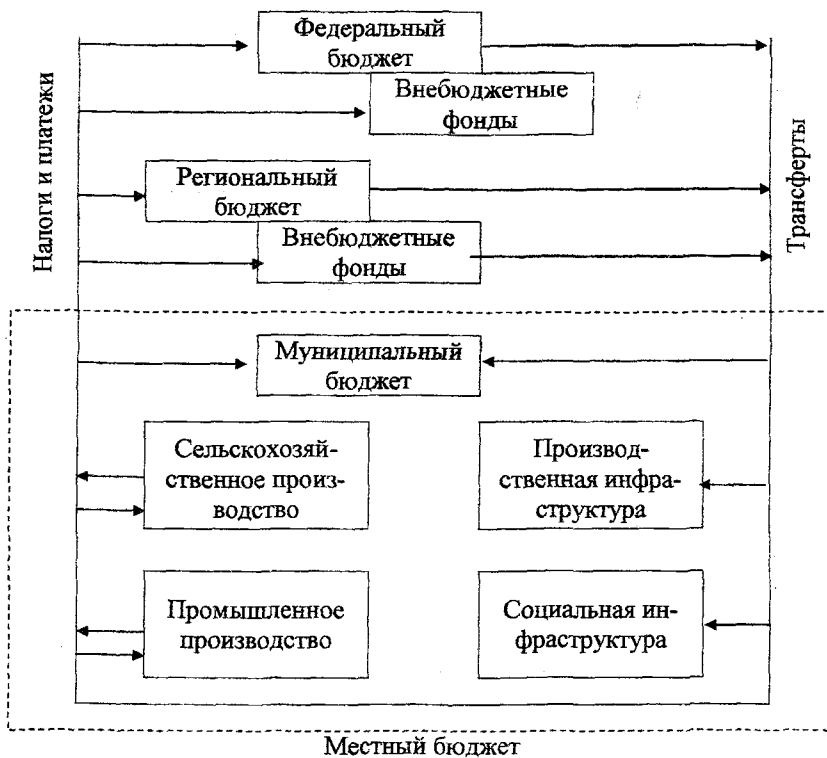 Федеральный
бюджет
Внебюджетные
фонды
Налоги и платежи
Трансферты
Региональный
бюджет
Внебюджетные
фонды
Муниципальный
бюджет
Сельскохозяй-
ственное произ-
водство
Производ-
ственная инфра-
структура
Промышленное
производство
Социальная ин-
фраструктура
Местный бюджет